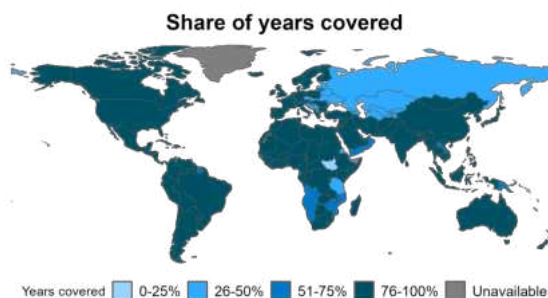 Share of years covered
Years covered 0-25% 26-50% 51-75% 76-100% Unavailable